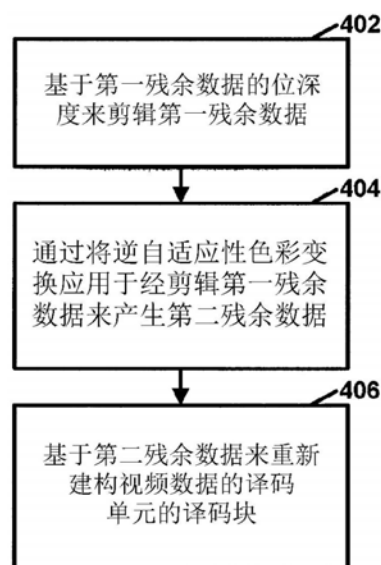 402
基于第一残余数据的位深
度来剪辑第一残余数据
404
通过将逆自适应性色彩变
换应用于经剪辑第一残余
数据来产生第二残余数据
406
基于第二残余数据来重新
建构视频数据的译码
单元的译码块